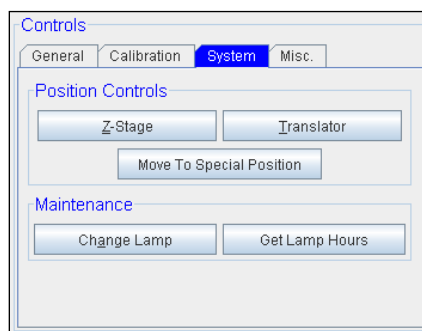 Controls
General Calibration System Misc.
Position Controls
Z-Stage Translator
Move To Special Position
Maintenance
Change Lamp Get Lamp Hours